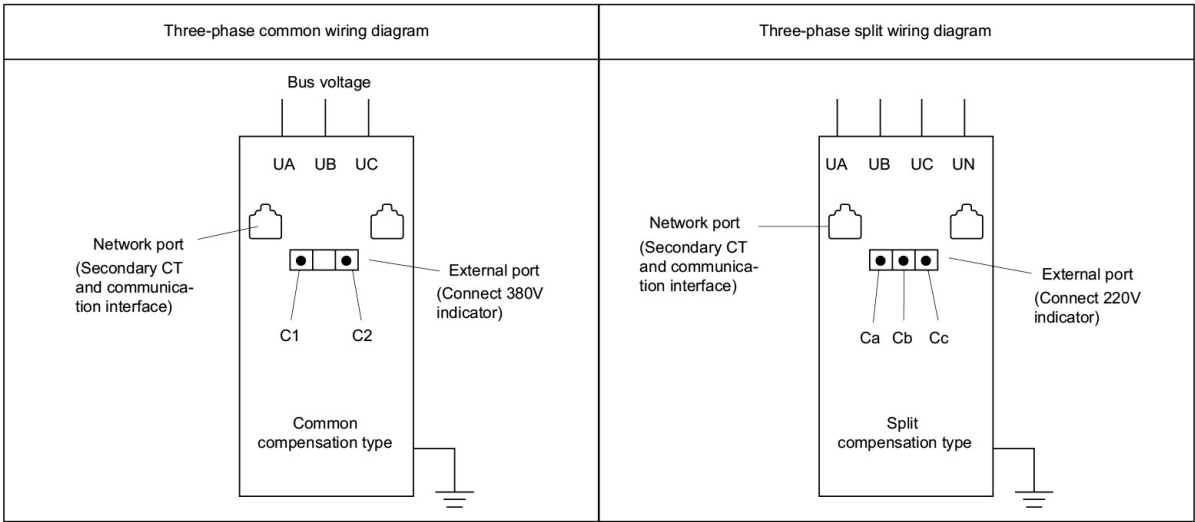 Three-phase common wiring diagram
Three-phase split wiring diagram
Bus voltage
UA UB UC
Network port
(Secondary CT
and communica-
tion interface)
External port
(Connect 380V
indicator)
C1 C2
Common
compensation type
UA UB UC UN
Network port
(Secondary CT
and communica-
tion interface)
External port
(Connect 220V
indicator)
Ca Cb Cc
Split
compensation type